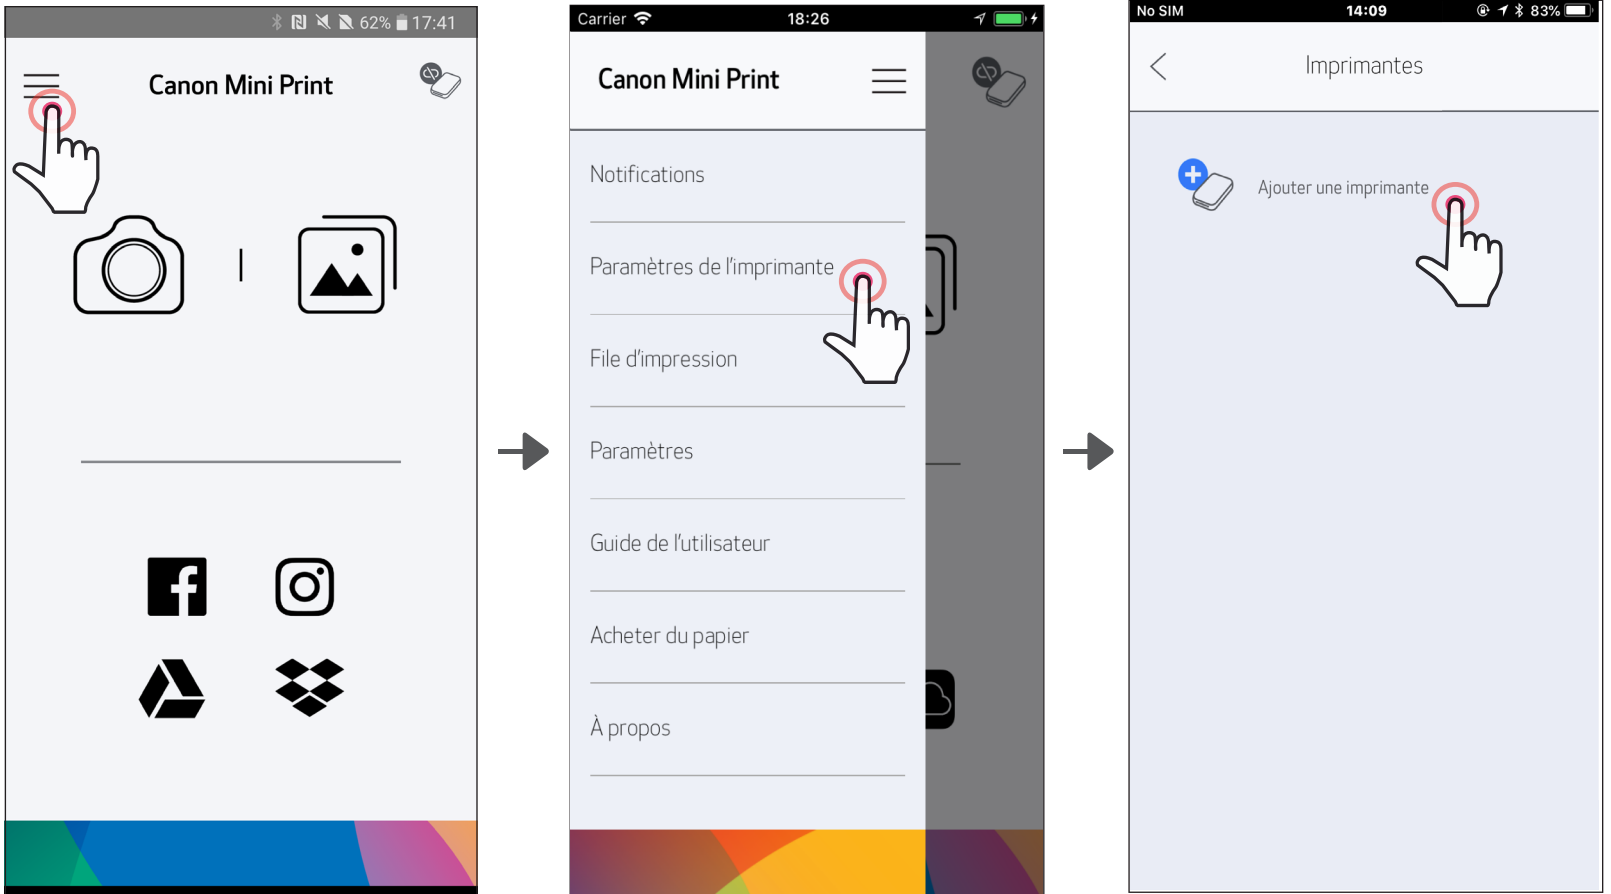 62% 17:41
Canon Mini Print
Carrier 18:26
Canon Mini Print
Notifications
Paramètres de l'imprimante
File d'impression
Paramètres
Guide de l'utilisateur
Acheter du papier
À propos
No SIM 14:09 83%
Imprimantes
Ajouter une imprimante